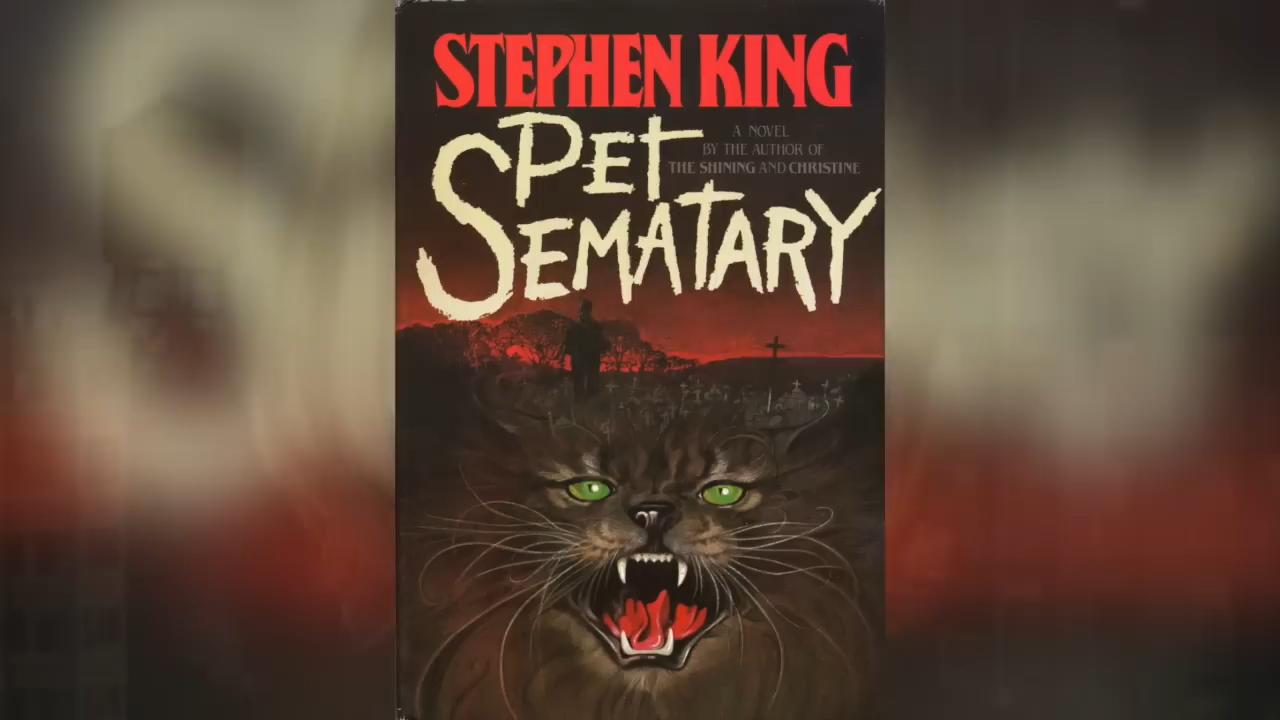 STEPHEN KING
PET
SEMATARY
A NOVEL
BY THE AUTHOR OF
THE SHINING AND CHRISTINE